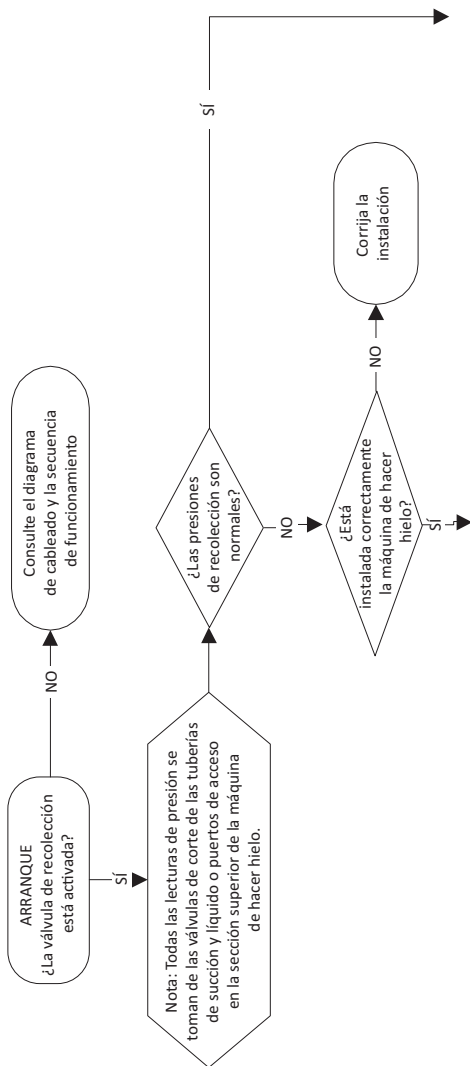 ARRANQUE
¿La válvula de recolección
está activada?
NO
Consulte el diagrama
de cableado y la secuencia
de funcionamiento
SÍ
Nota: Todas las lecturas de presión se
toman de las válvulas de corte de las tuberías
de succión y líquido o puertos de acceso
en la sección superior de la máquina
de hacer hielo.
¿Las presiones
de recolección son
normales?
SÍ
NO
¿Está
instalada correctamente
la máquina de hacer
hielo?
NO
Corrija la
instalación
SÍ